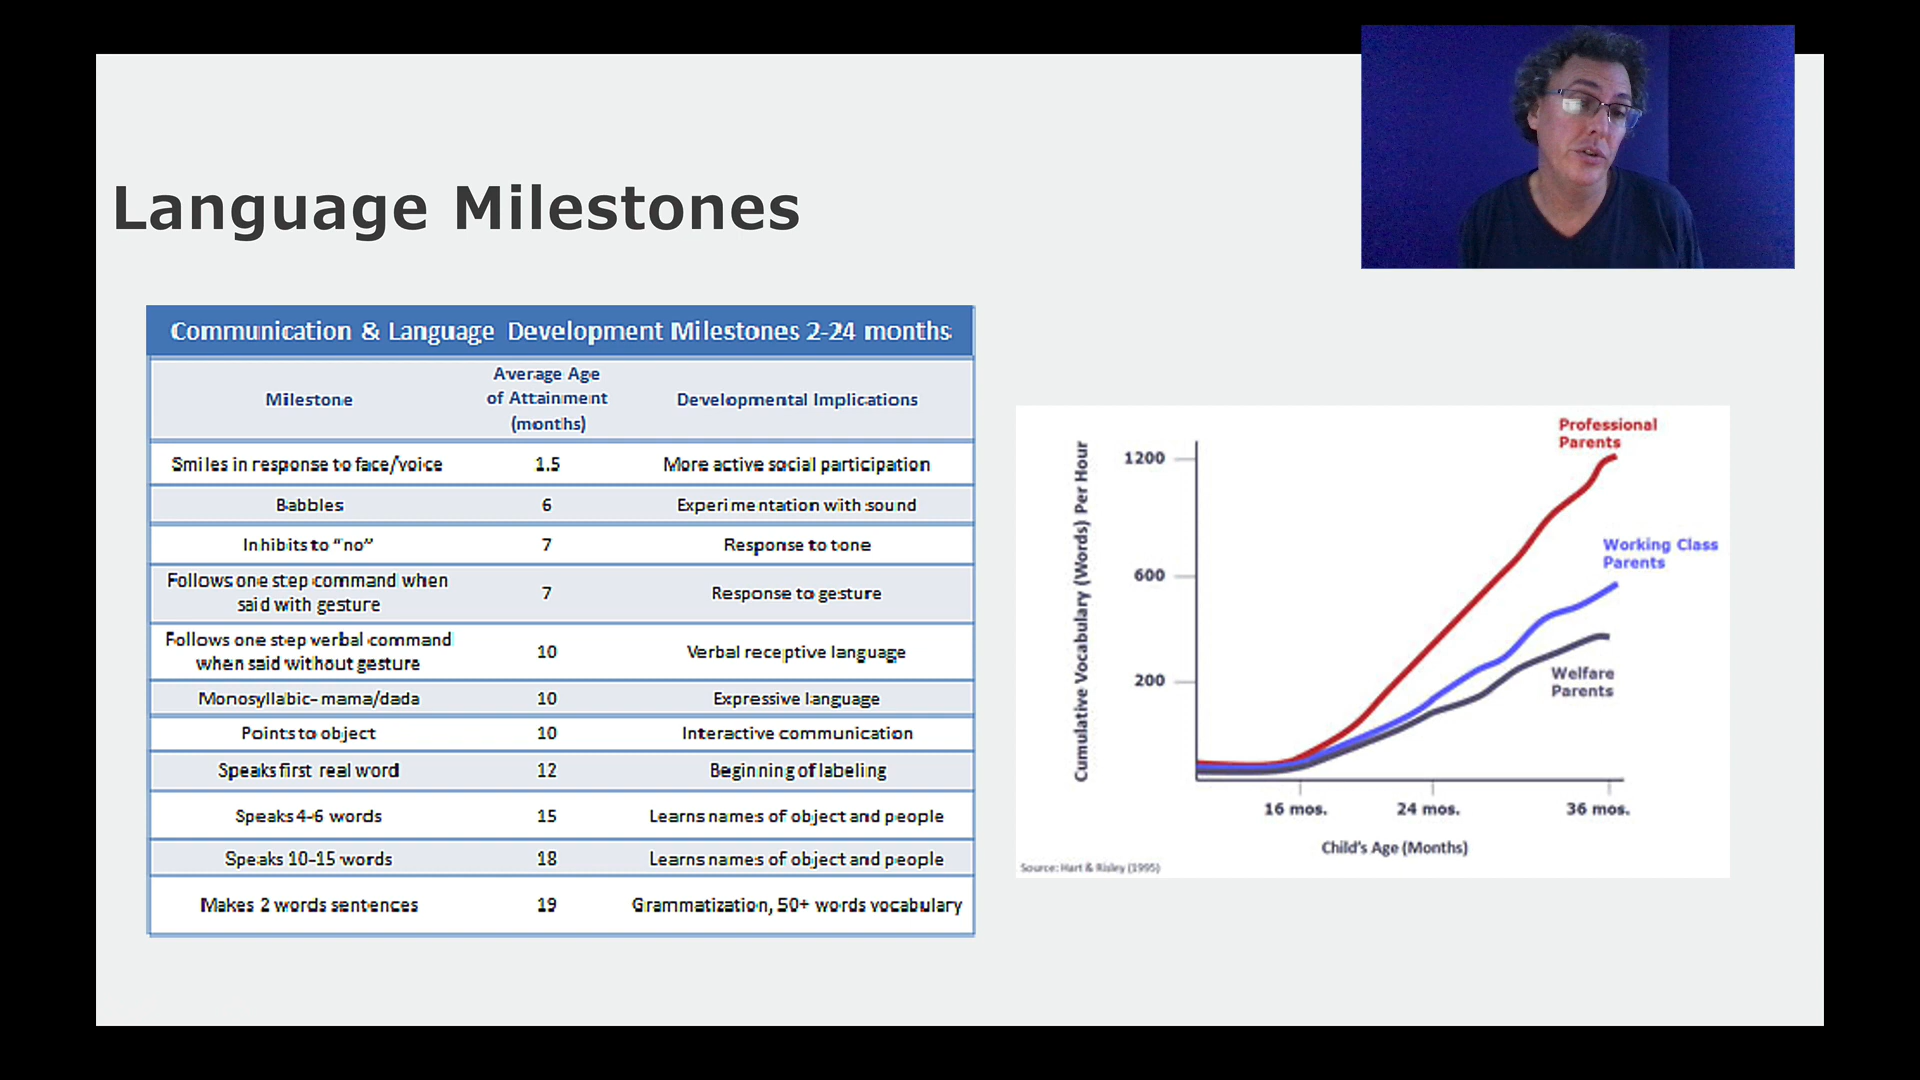 Language Milestones
Communication & Language Development Milestones 2-24 months
Milestone
Average Age
of Attainment
(months)
Developmental Implications
Smiles in response to face/voice 1.5 More active social participation
Babbles 6 Experimentation with sound
Inhibits to “no” 7 Response to tone
Follows one step command when
said with gesture
7 Response to gesture
Follows one step verbal command
when said without gesture
10 Verbal receptive language
Monosyllabic- mama/dada 10 Expressive language
Points to object 10 Interactive communication
Speaks first real word 12 Beginning of labeling
Speaks 4-6 words 15 Learns names of object and people
Speaks 10-15 words 18 Learns names of object and people
Makes 2 words sentences 19 Grammatization, 50+ words vocabulary
Cumulative Vocabulary (Words) Per Hour
1200
600
200
Professional
Parents
Working Class
Parents
Welfare
Parents
16 mos. 24 mos. 36 mos.
Child's Age (Months)
Source: Hart & Risley (1995)